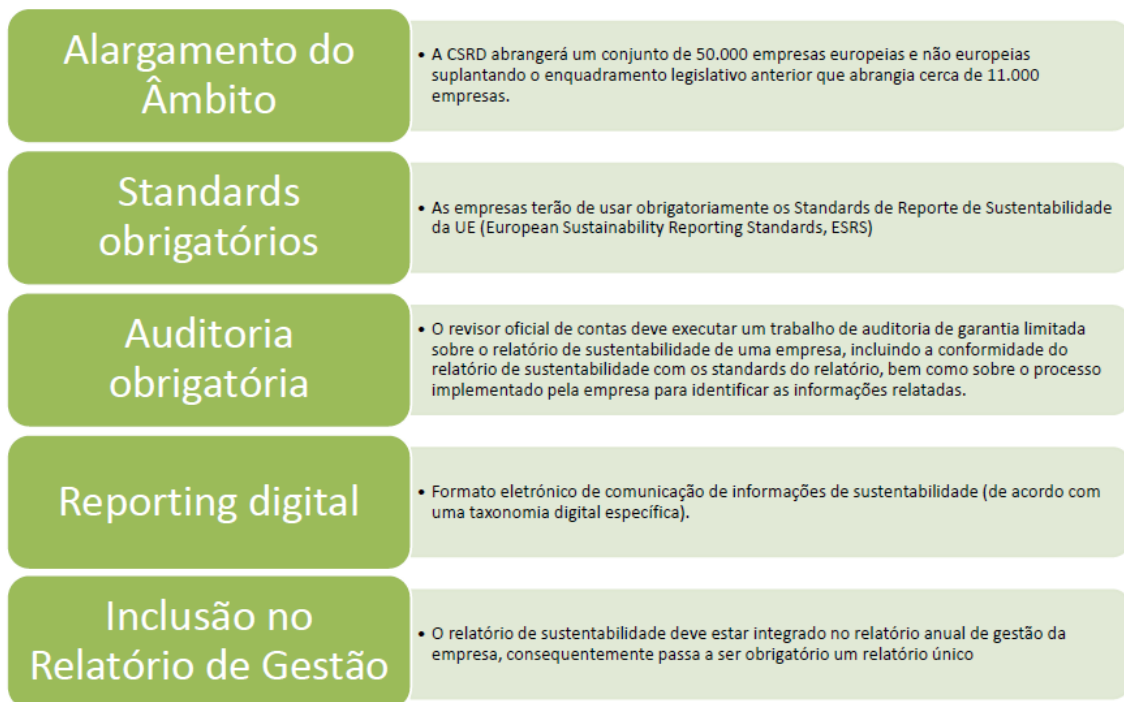 Alargamento do
Âmbito
• A CSRD abrangerá um conjunto de 50.000 empresas europeias e não europeias
suplantando o enquadramento legislativo anterior que abrangia cerca de 11.000
empresas.
Standards
obrigatórios
• As empresas terão de usar obrigatoriamente os Standards de Reporte de Sustentabilidade
da UE (European Sustainability Reporting Standards, ESRS)
Auditoria
obrigatória
• O revisor oficial de contas deve executar um trabalho de auditoria de garantia limitada
sobre o relatório de sustentabilidade de uma empresa, incluindo a conformidade do
relatório de sustentabilidade com os standards do relatório, bem como sobre o processo
implementado pela empresa para identificar as informações relatadas.
Reporting digital
• Formato eletrónico de comunicação de informações de sustentabilidade (de acordo com
uma taxonomia digital específica).
Inclusão no
Relatório de Gestão
• O relatório de sustentabilidade deve estar integrado no relatório anual de gestão da
empresa, consequentemente passa a ser obrigatório um relatório único